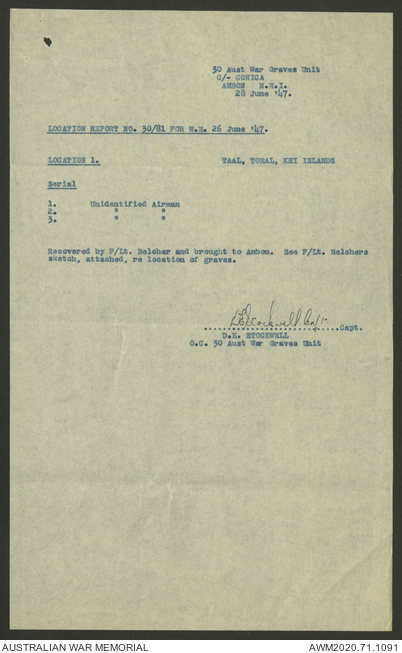 30 Aust War Graves Unit
C/- CONICA
AMBON N.E.I.
28 June '47.
LOCATION REPORT NO. 30/81 FOR W.E. 26 June '47.
LOCATION 1. TAAL, TOEAL, KEI ISLANDS
Serial
1. Unidentified Airman
2. " "
3. " "
Recovered by F/Lt. Belcher and brought to Ambon. See F/Lt. Belchers
sketch, attached, re location of graves.
Capt.
D.E. STOCKWELL
O.C. 30 Aust War Graves Unit
AUSTRALIAN WAR MEMORIAL AWM2020.71.1091